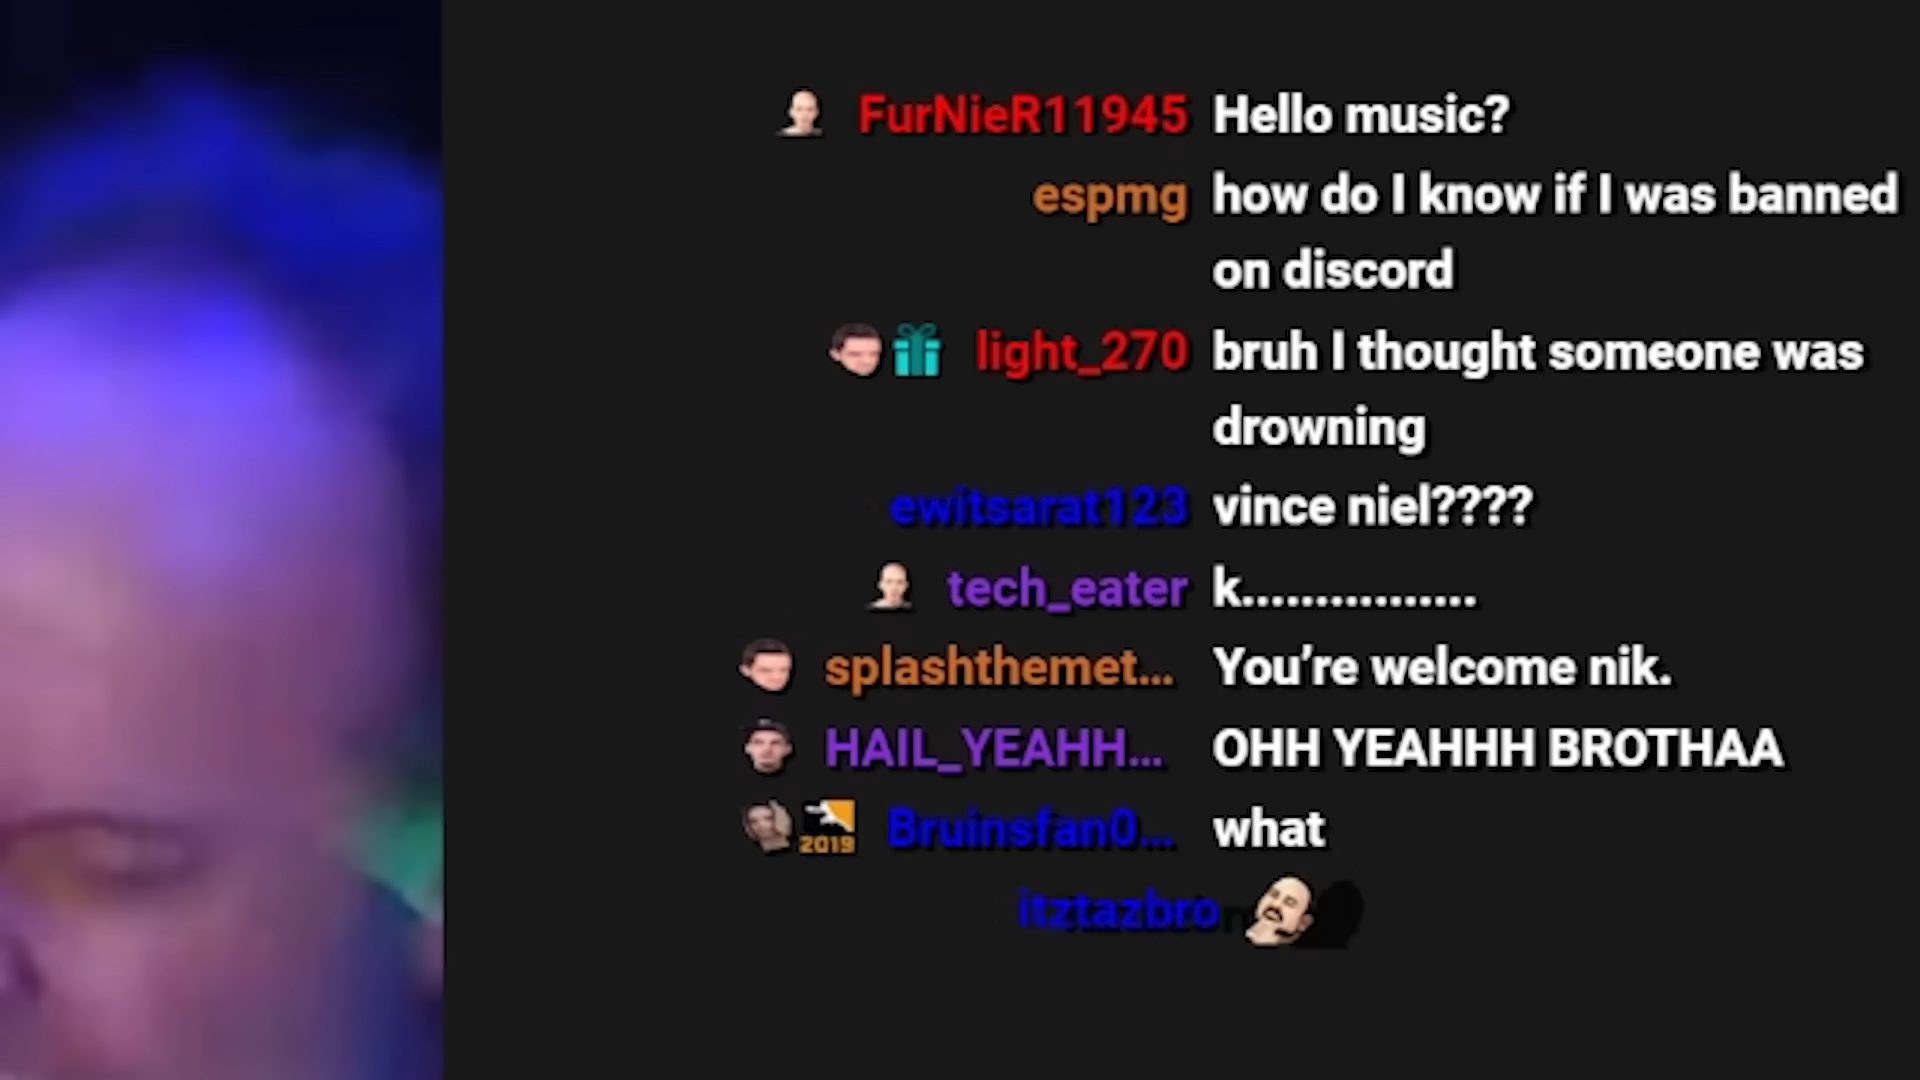 FurNieR11945 Hello music?
espmg how do I know if I was banned
on discord
light_270 bruh I thought someone was
drowning
ewitsarat123 vince niel????
tech_eater k................
splashthemet... You’re welcome nik.
HAIL_YEAHH... OHH YEAHHH BROTHAA
2019 Bruinsfan0... what
itztazbro